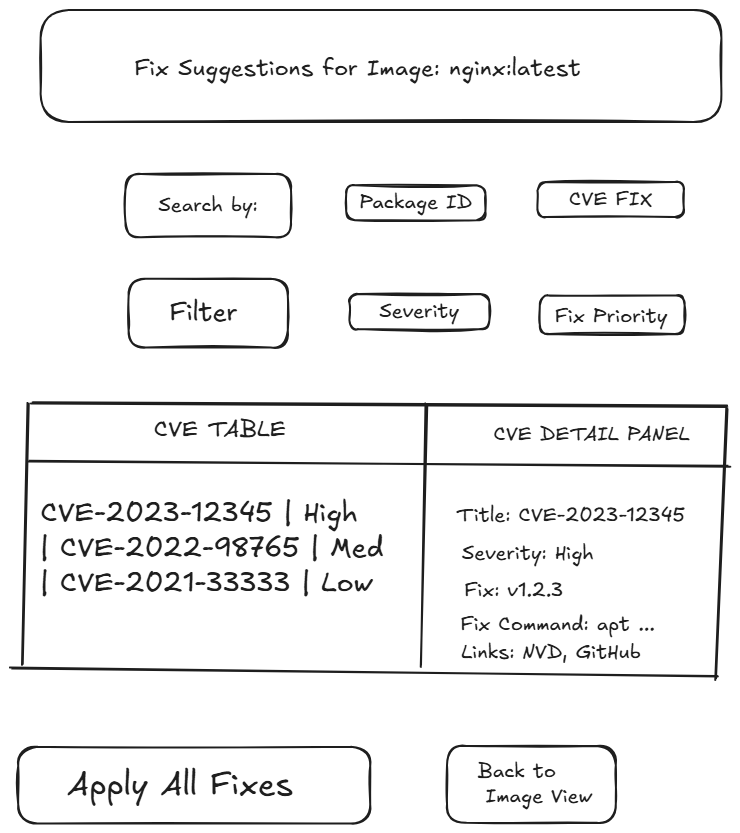 Fix Suggestions for Image: nginx:latest
Search by:
Package ID
CVE FIX
Filter
Severity
Fix Priority
CVE TABLE
CVE DETAIL PANEL
CVE-2023-12345 | High
| CVE-2022-98765 | Med
| CVE-2021-33333 | Low
Title: CVE-2023-12345
Severity: High
Fix: v1.2.3
Fix Command: apt ...
Links: NVD, GitHub
Apply All Fixes
Back to
Image View